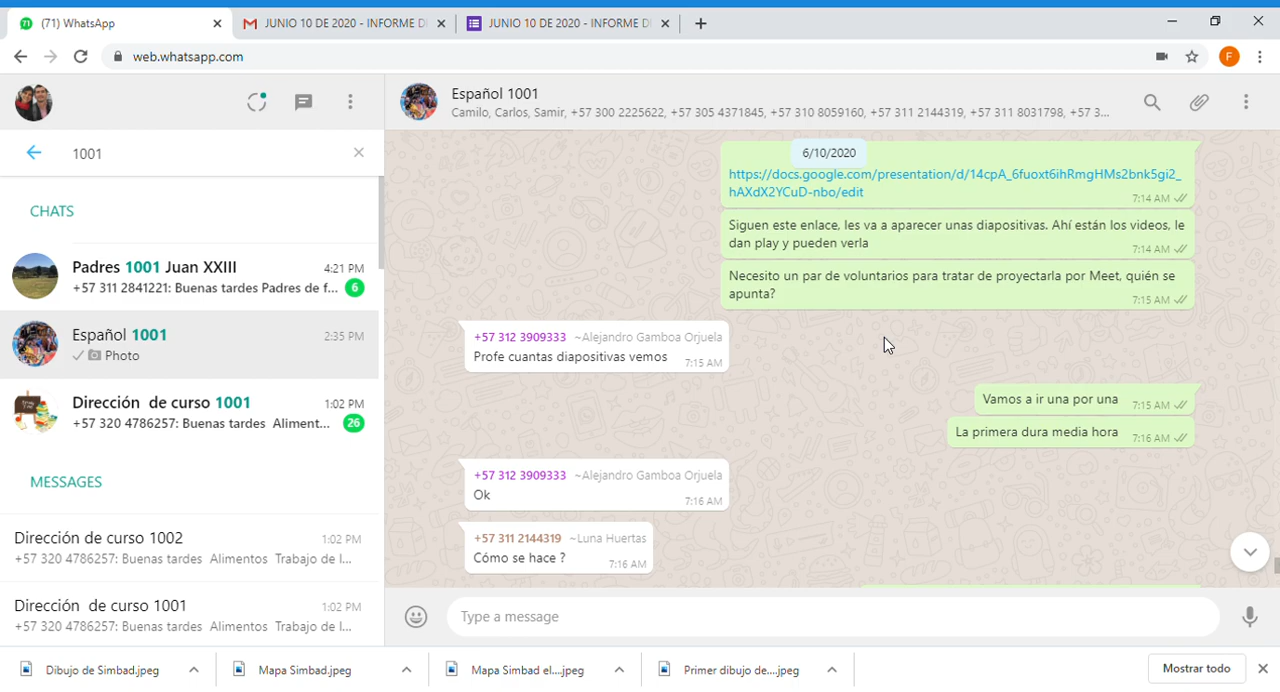 (71) WhatsApp
JUNIO 10 DE 2020 - INFORME D
JUNIO 10 DE 2020 - INFORME D
web.whatsapp.com
F
Español 1001
Camilo, Carlos, Samir, +57 300 2225622, +57 305 4371845, +57 310 8059160, +57 311 2144319, +57 311 8031798, +57 3...
1001
CHATS
Padres 1001 Juan XXIII
4:21 PM
+57 311 2841221: Buenas tardes Padres de f...
6
Español 1001
2:35 PM
Photo
Dirección de curso 1001
1:02 PM
+57 320 4786257: Buenas tardes Aliment...
26
MESSAGES
Dirección de curso 1002
1:02 PM
+57 320 4786257: Buenas tardes Alimentos Trabajo de l...
Dirección de curso 1001
1:02 PM
+57 320 4786257: Buenas tardes Alimentos Trabajo de l...
6/10/2020
https://docs.google.com/presentation/d/14cpA_6fuoxt6ihRmgHMs2bnk5gi2_
hAXdX2YCuD-nbo/edit
7:14 AM
Siguen este enlace, les va a aparecer unas diapositivas. Ahí están los videos, le
dan play y pueden verla
7:14 AM
Necesito un par de voluntarios para tratar de proyectarla por Meet, quién se
apunta?
7:15 AM
+57 312 3909333 ~Alejandro Gamboa Orjuela
Profe cuantas diapositivas vemos
7:15 AM
Vamos a ir una por una
7:15 AM
La primera dura media hora
7:16 AM
+57 312 3909333 ~Alejandro Gamboa Orjuela
Ok
7:16 AM
+57 311 2144319 ~Luna Huertas
Cómo se hace ?
7:16 AM
Type a message
Dibujo de Simbad.jpeg
Mapa Simbad.jpeg
Mapa Simbad el....jpeg
Primer dibujo de....jpeg
Mostrar todo